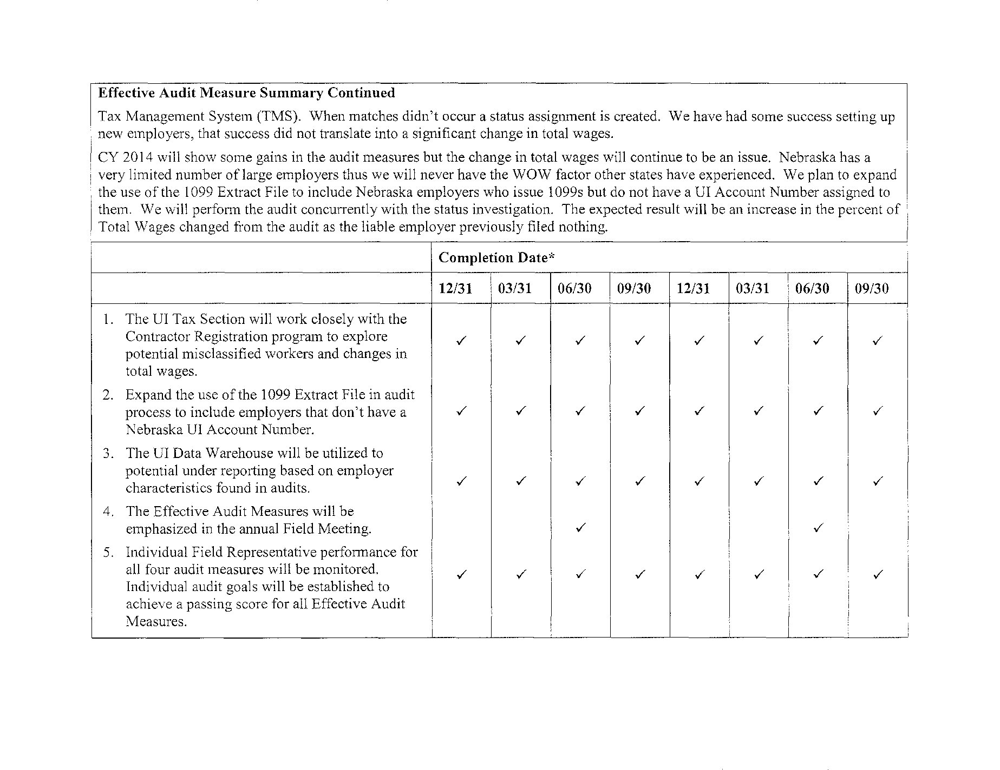 Effective Audit Measure Summary Continued
Tax Management System (TMS).  When matches didn't occur a status assignment is created.  We have had some success setting up
new employers, that success did not translate into a significant change in total wages.
CY 2014 will show some gains in the audit measures but the change in total wages will continue to be an issue.  Nebraska has a
very limited number of large employers thus we will never have the WOW factor other states have experienced.  We plan to expand
the use of the 1099 Extract File to include Nebraska employers who issue 1099s but do not have a UI Account Number assigned to
them.  We will perform the audit concurrently with the status investigation.  The expected result will be an increase in the percent of
Total Wages changed from the audit as the liable employer previously filed nothing.
Completion Date*
12/31 03/31 06/30 09/30 12/31 03/31 06/30 09/30
1. The UI Tax Section will work closely with the
Contractor Registration program to explore ✓ ✓ ✓ ✓ ✓ ✓ ✓ ✓
potential misclassified workers and changes in
total wages.
2. Expand the use of the 1099 Extract File in audit
process to include employers that don't have a ✓ ✓ ✓ ✓ ✓ ✓ ✓ ✓
Nebraska UI Account Number.
3. The UI Data Warehouse will be utilized to
potential under reporting based on employer
characteristics found in audits. ✓ ✓ ✓ ✓ ✓ ✓ ✓ ✓
4. The Effective Audit Measures will be
emphasized in the annual Field Meeting. ✓ ✓
5. Individual Field Representative performance for
all four audit measures will be monitored. ✓ ✓ ✓ ✓ ✓ ✓ ✓ ✓
Individual audit goals will be established to
achieve a passing score for all Effective Audit
Measures.